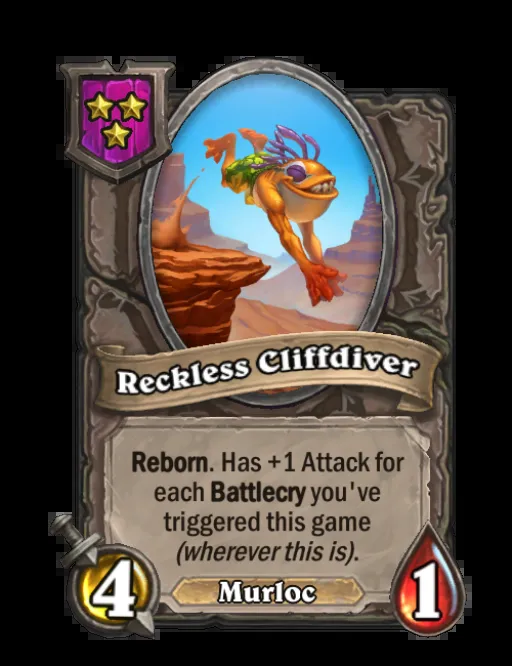 Reckless Cliffdiver
Reborn. Has +1 Attack for
each Battlecry you've
triggered this game
(wherever this is).
4
Murloc
1